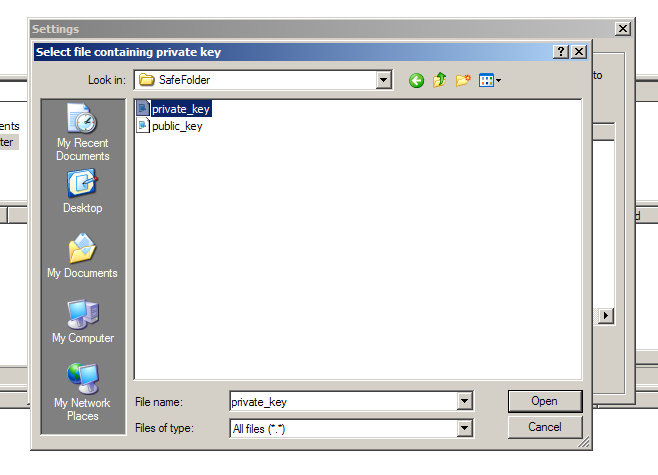 Settings
Select file containing private key
Look in:
SafeFolder
to
ents
ter
private_key
public_key
My Recent
Documents
Desktop
My Documents
My Computer
My Network
Places
File name:
private_key
Open
Files of type:
All files (*.*)
Cancel